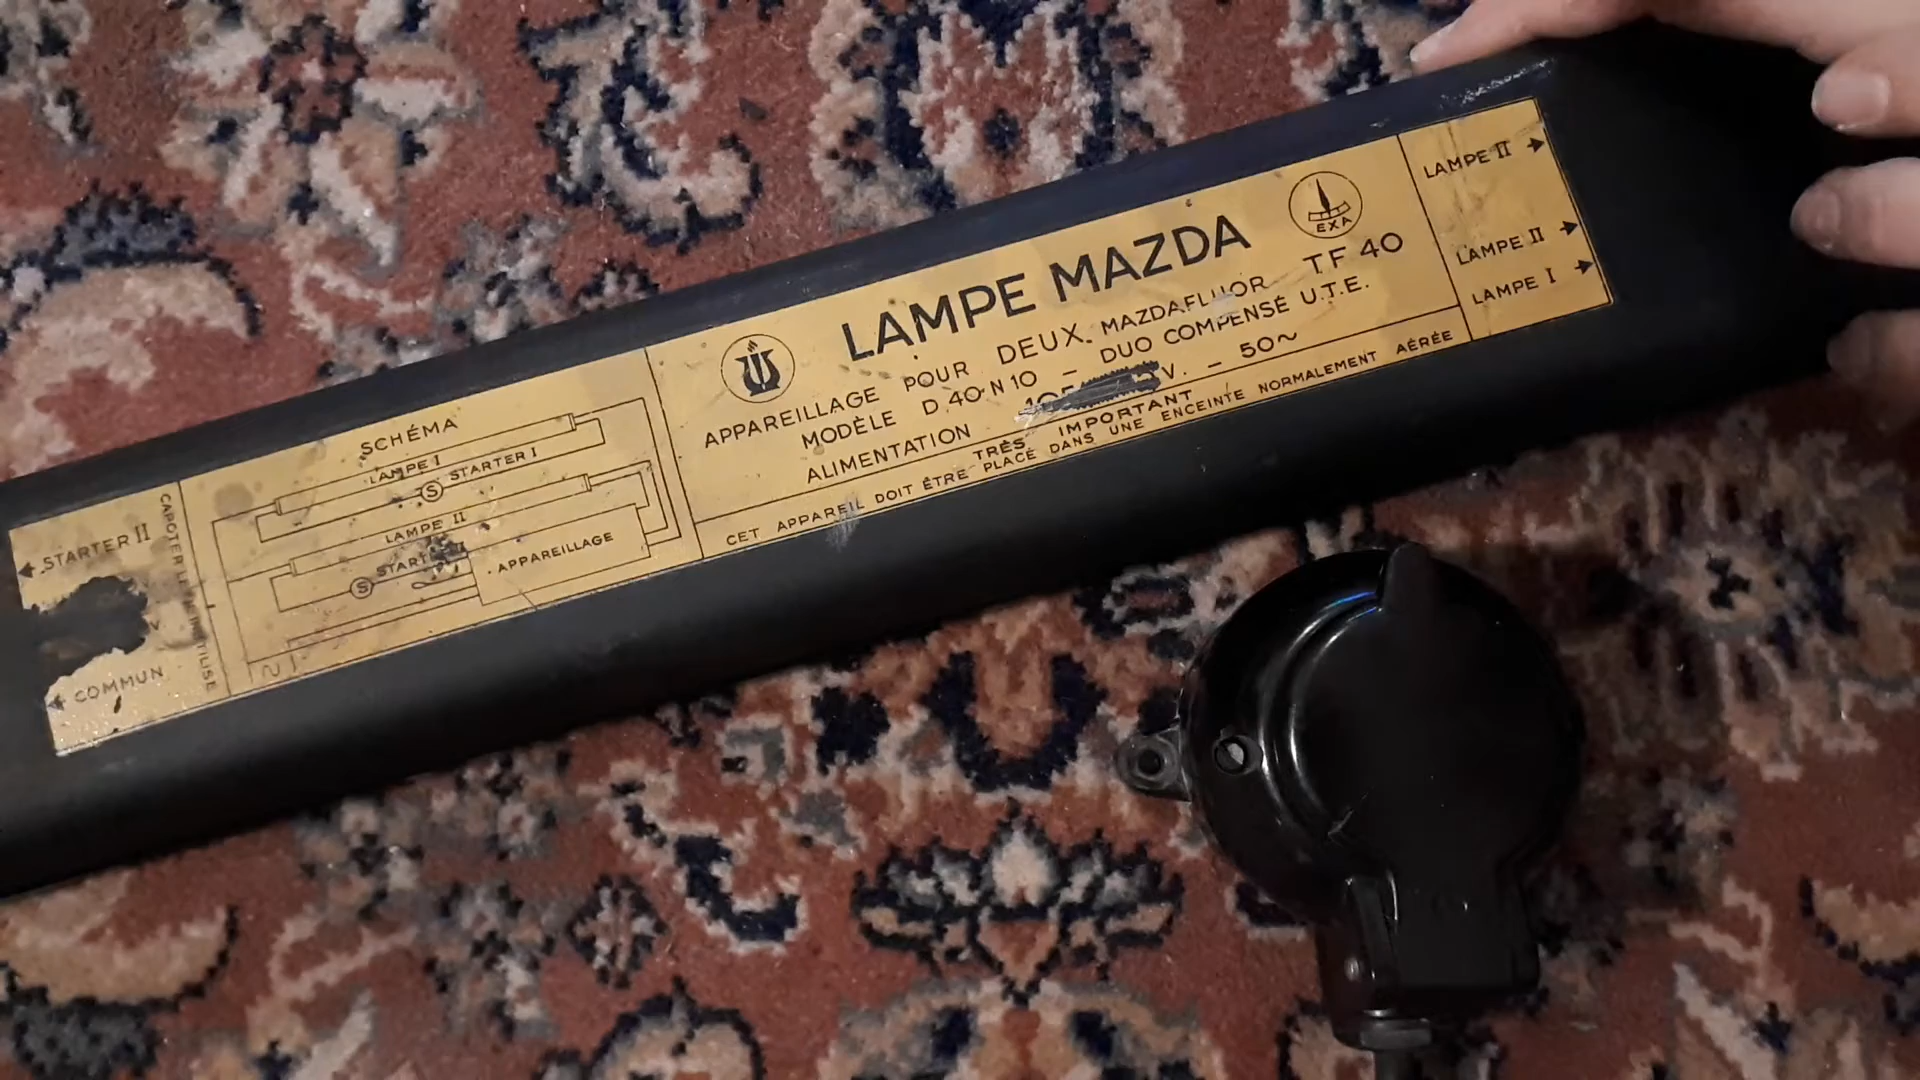 SCHÉMA
LAMPE I
STARTER I
LAMPE II
APPAREILLAGE
STARTER II
COMMUN
LAMPE MAZDA
EXA
APPAREILLAGE POUR DEUX MAZDAFLUOR TF 40
MODÈLE D 40 N 10 - DUO COMPENSÉ U.T.E.
ALIMENTATION V. - 50~
TRÈS IMPORTANT
CET APPAREIL DOIT ÊTRE PLACÉ DANS UNE ENCEINTE NORMALEMENT AÉRÉE
LAMPE II
LAMPE II
LAMPE I